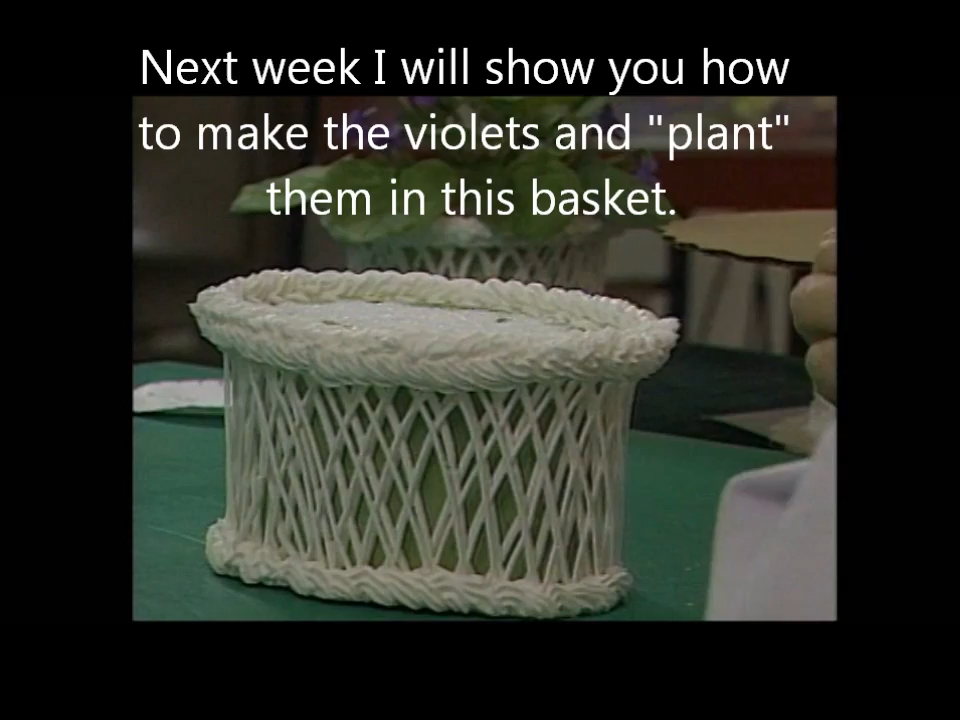 Next week I will show you how
to make the violets and "plant"
them in this basket.